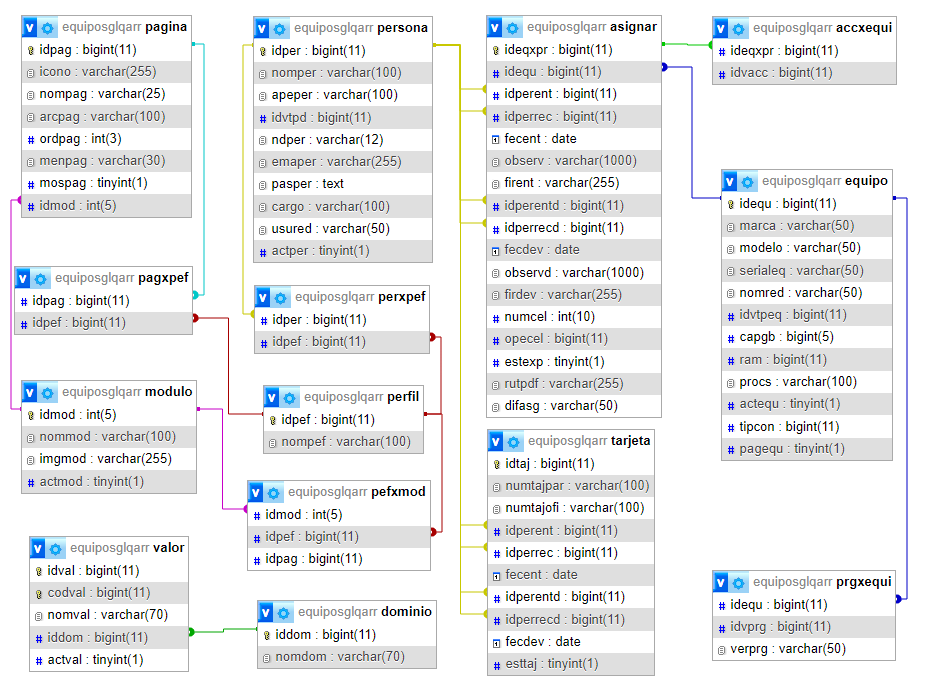 equiposglqarr pagina
idpag : bigint(11)
icono : varchar(255)
nompag : varchar(25)
arcpag : varchar(100)
ordpag : int(3)
menpag : varchar(30)
mospag : tinyint(1)
idmod : int(5)
equiposglqarr pagxpef
idpag : bigint(11)
idpef : bigint(11)
equiposglqarr modulo
idmod : int(5)
nommod : varchar(100)
imgmod : varchar(255)
actmod : tinyint(1)
equiposglqarr valor
idval : bigint(11)
codval : bigint(11)
nomval : varchar(70)
iddom : bigint(11)
actval : tinyint(1)
equiposglqarr persona
idper : bigint(11)
nomper : varchar(100)
apeper : varchar(100)
idvtpd : bigint(11)
ndper : varchar(12)
emaper : varchar(255)
pasper : text
cargo : varchar(100)
usured : varchar(50)
actper : tinyint(1)
equiposglqarr perxpef
idper : bigint(11)
idpef : bigint(11)
equiposglqarr perfil
idpef : bigint(11)
nompef : varchar(100)
equiposglqarr pefxmod
idmod : int(5)
idpef : bigint(11)
idpag : bigint(11)
equiposglqarr dominio
iddom : bigint(11)
nomdom : varchar(70)
equiposglqarr asignar
ideqxpr : bigint(11)
idequ : bigint(11)
idperent : bigint(11)
idperrec : bigint(11)
fecent : date
observ : varchar(1000)
firent : varchar(255)
idperentd : bigint(11)
idperrecd : bigint(11)
fecdev : date
observd : varchar(1000)
firdev : varchar(255)
numcel : int(10)
opecel : bigint(11)
estexp : tinyint(1)
rutpdf : varchar(255)
difasg : varchar(50)
equiposglqarr tarjeta
idtaj : bigint(11)
numtajpar : varchar(100)
numtajofi : varchar(100)
idperent : bigint(11)
idperrec : bigint(11)
fecent : date
idperentd : bigint(11)
idperrecd : bigint(11)
fecdev : date
esttaj : tinyint(1)
equiposglqarr accxequi
ideqxpr : bigint(11)
idvacc : bigint(11)
equiposglqarr equipo
idequ : bigint(11)
marca : varchar(50)
modelo : varchar(50)
serialeq : varchar(50)
nomred : varchar(50)
idvtpeq : bigint(11)
capgb : bigint(5)
ram : bigint(11)
procs : varchar(100)
actequ : tinyint(1)
tipcon : bigint(11)
pagequ : tinyint(1)
equiposglqarr prgxequi
idequ : bigint(11)
idvprg : bigint(11)
verprg : varchar(50)